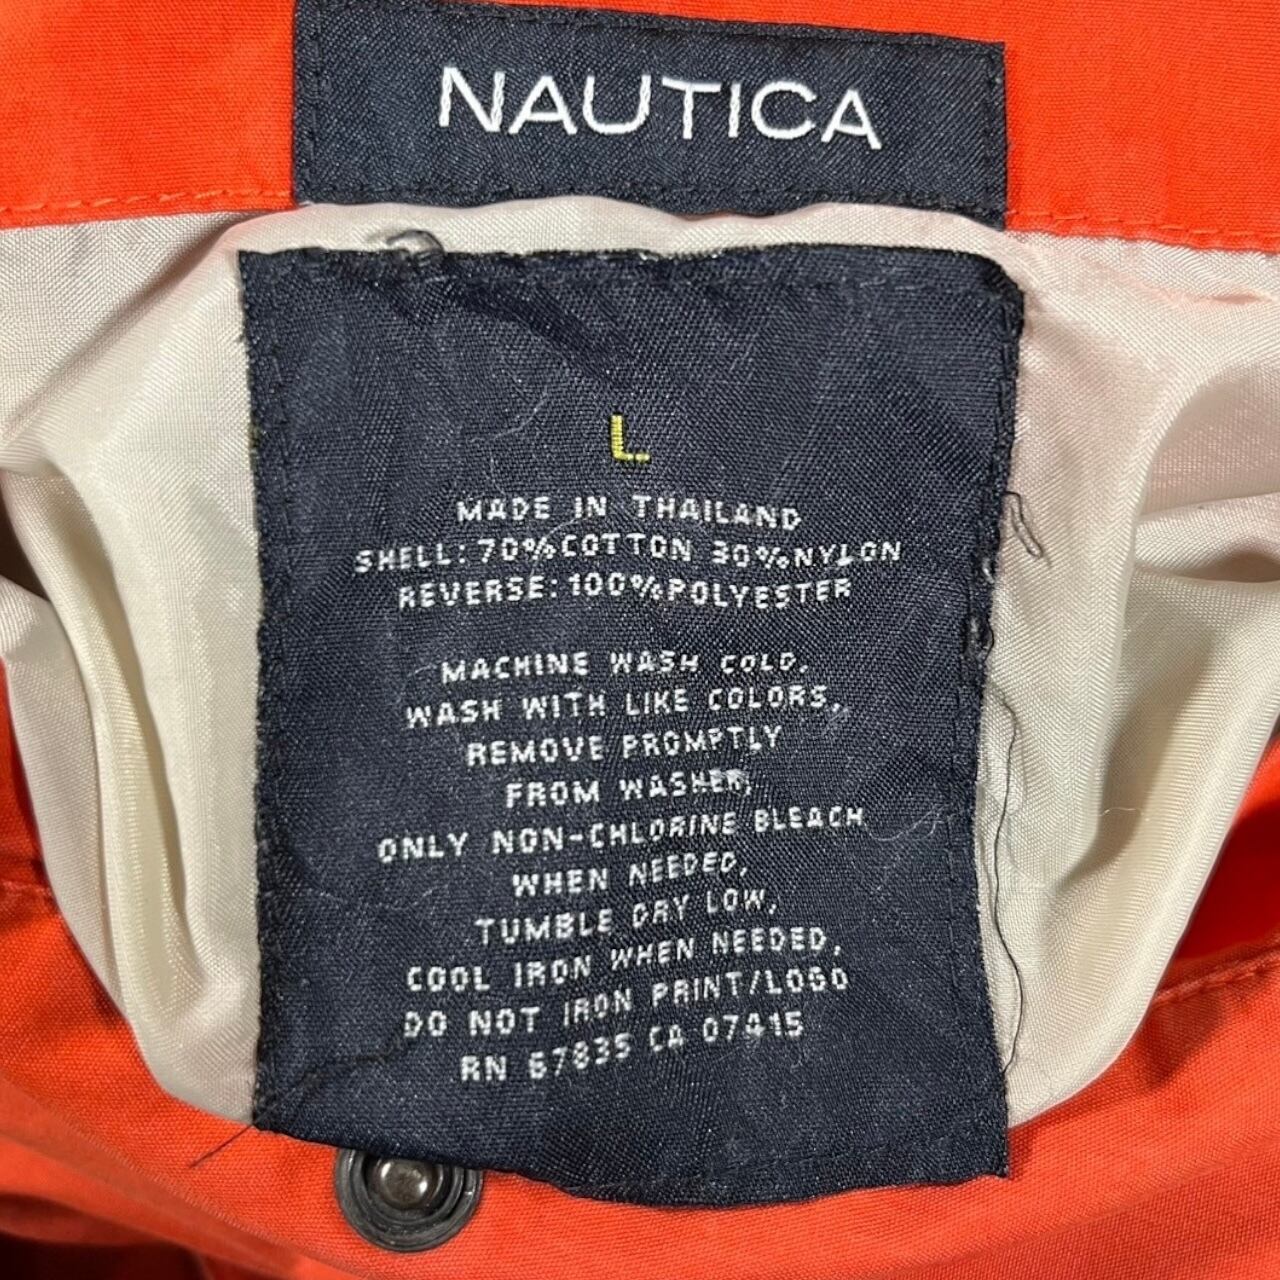 NAUTICA
L
MADE IN THAILAND
SHELL: 70% COTTON 30% NYLON
REVERSE: 100% POLYESTER
MACHINE WASH COLD,
WASH WITH LIKE COLORS,
REMOVE PROMPTLY
FROM WASHER,
ONLY NON-CHLORINE BLEACH
WHEN NEEDED,
TUMBLE DRY LOW,
COOL IRON WHEN NEEDED,
DO NOT IRON PRINT/LOGO
RN 67835 CA 07415